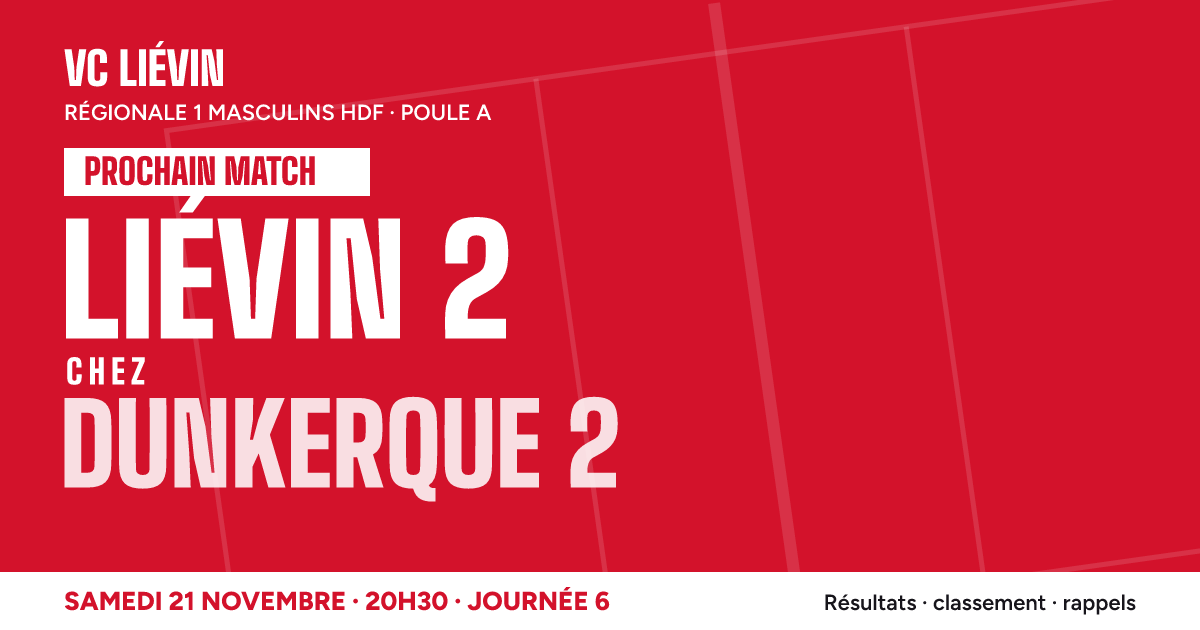 VC LIÉVIN
RÉGIONALE 1 MASCULINS HDF · POULE A
PROCHAIN MATCH
LIÉVIN 2
CHEZ
DUNKERQUE 2
SAMEDI 21 NOVEMBRE · 20H30 · JOURNÉE 6
Résultats · classement · rappels